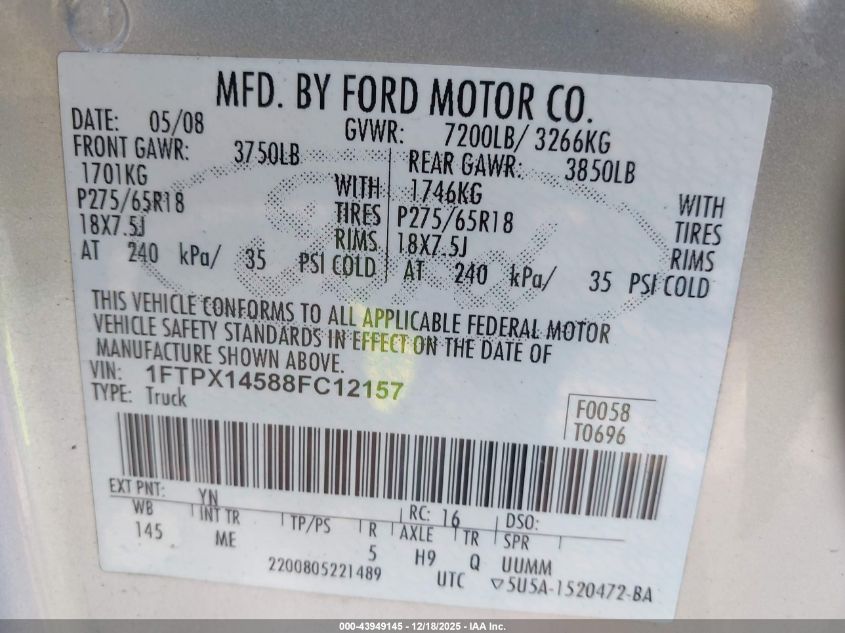 MFD. BY FORD MOTOR CO.
DATE: 05/08 GVWR: 7200LB/ 3266KG
FRONT GAWR: 3750LB REAR GAWR: 3850LB
1701KG WITH 1746KG WITH
P275/65R18 TIRES P275/65R18 TIRES
18X7.5J RIMS 18X7.5J RIMS
AT 240 kPa/ 35 PSI COLD AT 240 kPa/ 35 PSI COLD
THIS VEHICLE CONFORMS TO ALL APPLICABLE FEDERAL MOTOR
VEHICLE SAFETY STANDARDS IN EFFECT ON THE DATE OF
MANUFACTURE SHOWN ABOVE.
VIN: 1FTPX14588FC12157
TYPE: Truck
F0058
T0696
EXT PNT: YN RC: 16 DSO:
WB INT TR TP/PS R AXLE TR SPR
145 ME 5 H9 Q UUMM
2200805221489 UTC ▽5U5A-1520472-BA
000-43949145 - 12/18/2025 - IAA Inc.